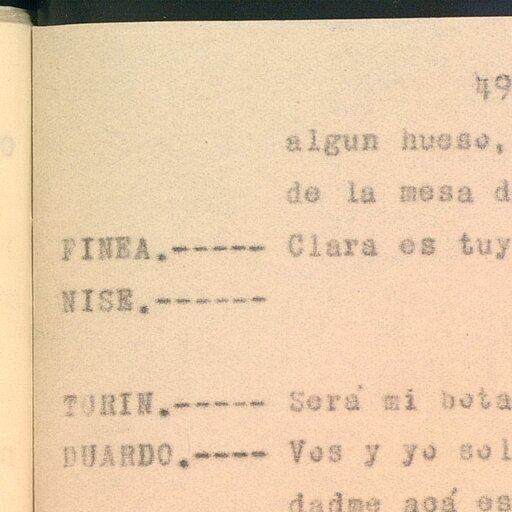 49
algun hueso,
de la mesa d
FINEA.----- Clara es tuy
NISE.------
TORIN.----- Será mi bota
DUARDO.---- Vos y yo sol
dadme acá es